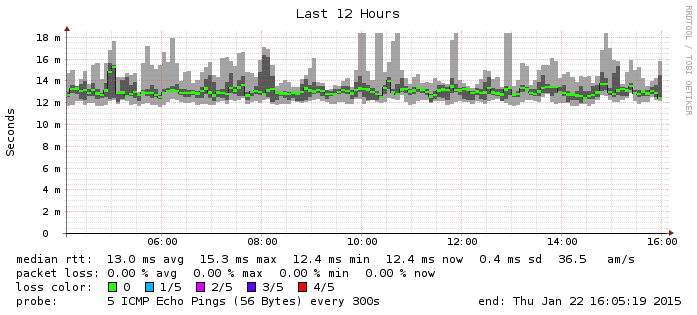 Last 12 Hours
RRDTOOL / TOBI OETIKER
Seconds
18 m
16 m
14 m
12 m
10 m
8 m
6 m
4 m
2 m
0
06:00 08:00 10:00 12:00 14:00 16:00
median rtt: 13.0 ms avg 15.3 ms max 12.4 ms min 12.4 ms now 0.4 ms sd 36.5 am/s
packet loss: 0.00 % avg 0.00 % max 0.00 % min 0.00 % now
loss color: 0 1/5 2/5 3/5 4/5
probe: 5 ICMP Echo Pings (56 Bytes) every 300s end: Thu Jan 22 16:05:19 2015